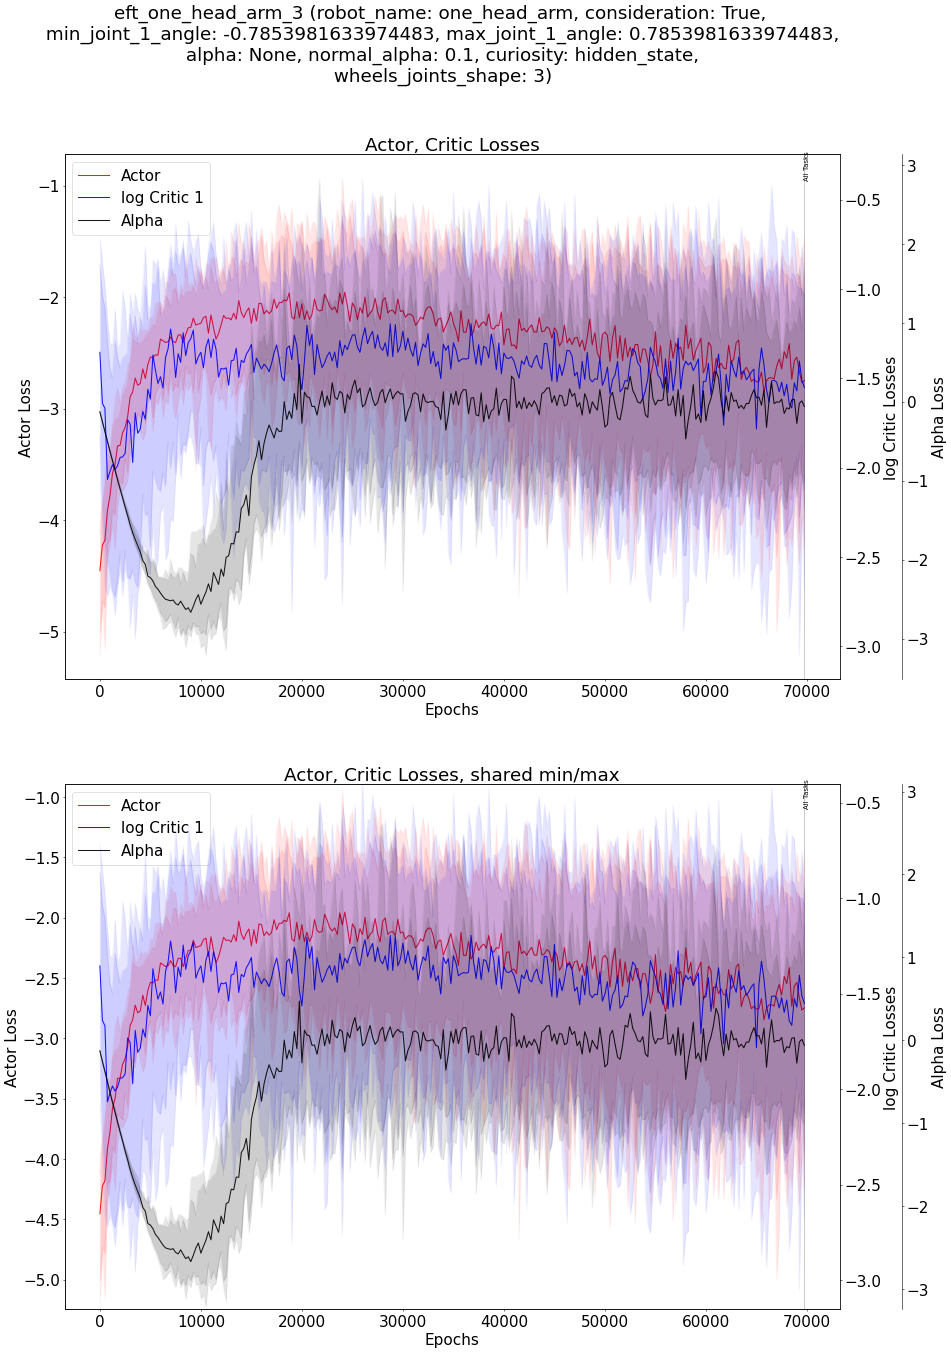 eft_one_head_arm_3 (robot_name: one_head_arm, consideration: True,
min_joint_1_angle: -0.7853981633974483, max_joint_1_angle: 0.7853981633974483,
alpha: None, normal_alpha: 0.1, curiosity: hidden_state,
wheels_joints_shape: 3)
Actor, Critic Losses
Actor
log Critic 1
Alpha
All Tasks
−1
−2
−3
−4
−5
Actor Loss
−0.5
−1.0
−1.5
−2.0
−2.5
−3.0
log Critic Losses
3
2
1
0
−1
−2
−3
Alpha Loss
0 10000 20000 30000 40000 50000 60000 70000
Epochs
Actor, Critic Losses, shared min/max
Actor
log Critic 1
Alpha
All Tasks
−1.0
−1.5
−2.0
−2.5
−3.0
−3.5
−4.0
−4.5
−5.0
Actor Loss
−0.5
−1.0
−1.5
−2.0
−2.5
−3.0
log Critic Losses
3
2
1
0
−1
−2
−3
Alpha Loss
0 10000 20000 30000 40000 50000 60000 70000
Epochs